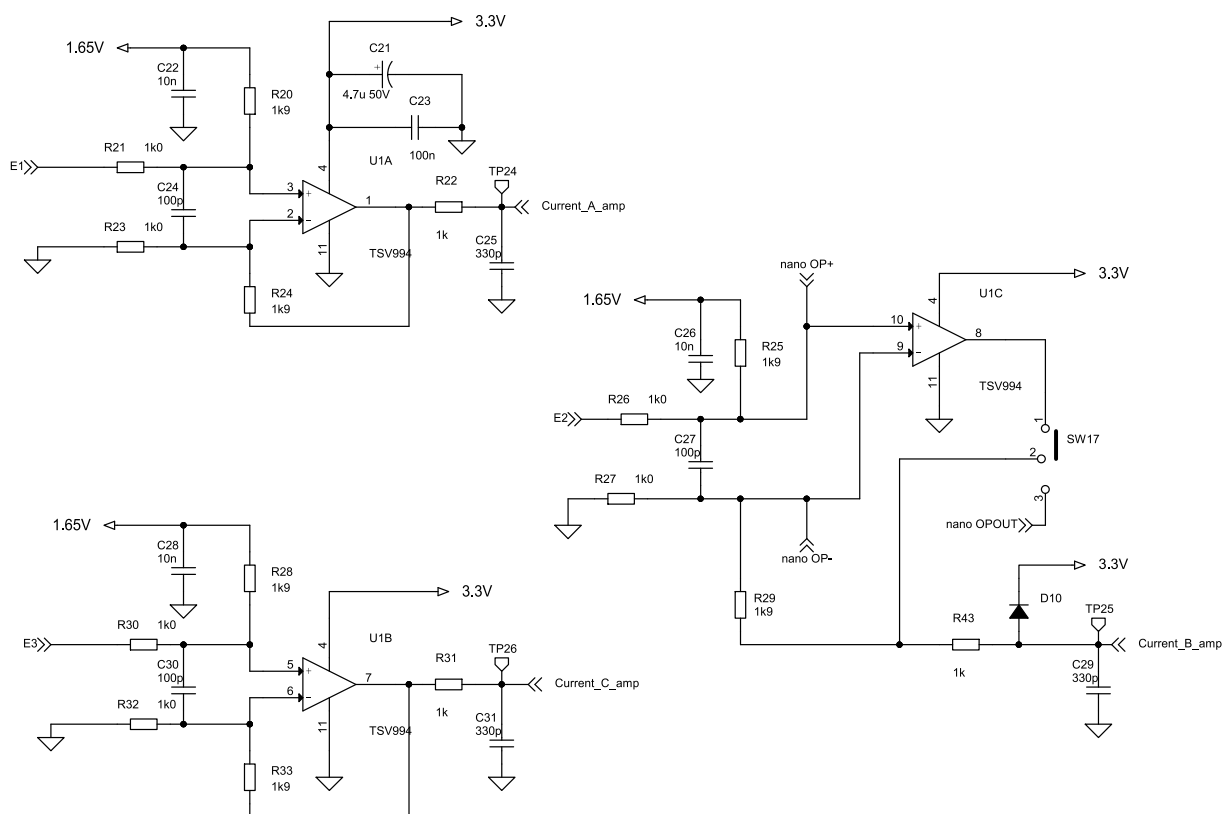 3.3V
1.65V
C21
C22
10n
4.7u 50V
C23
R20
1k9
100n
R21 1k0
U1A
4
E1
C24
100p
3
+
1
2
−
R22
TP24
Current_A_amp
R23 1k0
11
TSV994
1k
C25
330p
R24
1k9
nano OP+
3.3V
1.65V
4
U1C
C26
10n
R25
1k9
10
+
8
9
−
11
TSV994
R26 1k0
E2
C27
100p
1
SW17
2
R27 1k0
3
nano OPOUT
nano OP-
R29
1k9
3.3V
D10
R43
TP25
Current_B_amp
1k
C29
330p
1.65V
C28
10n
R28
1k9
3.3V
R30
1k0
U1B
4
E3
C30
100p
5
+
7
6
−
R31
TP26
Current_C_amp
R32 1k0
11
TSV994
1k
C31
330p
R33
1k9